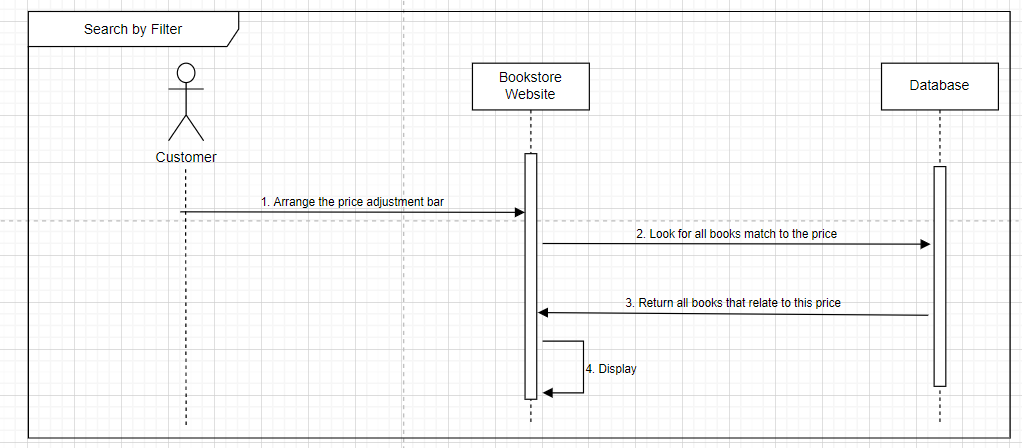 Search by Filter
Customer
Bookstore
Website
Database
1. Arrange the price adjustment bar
2. Look for all books match to the price
3. Return all books that relate to this price
4. Display